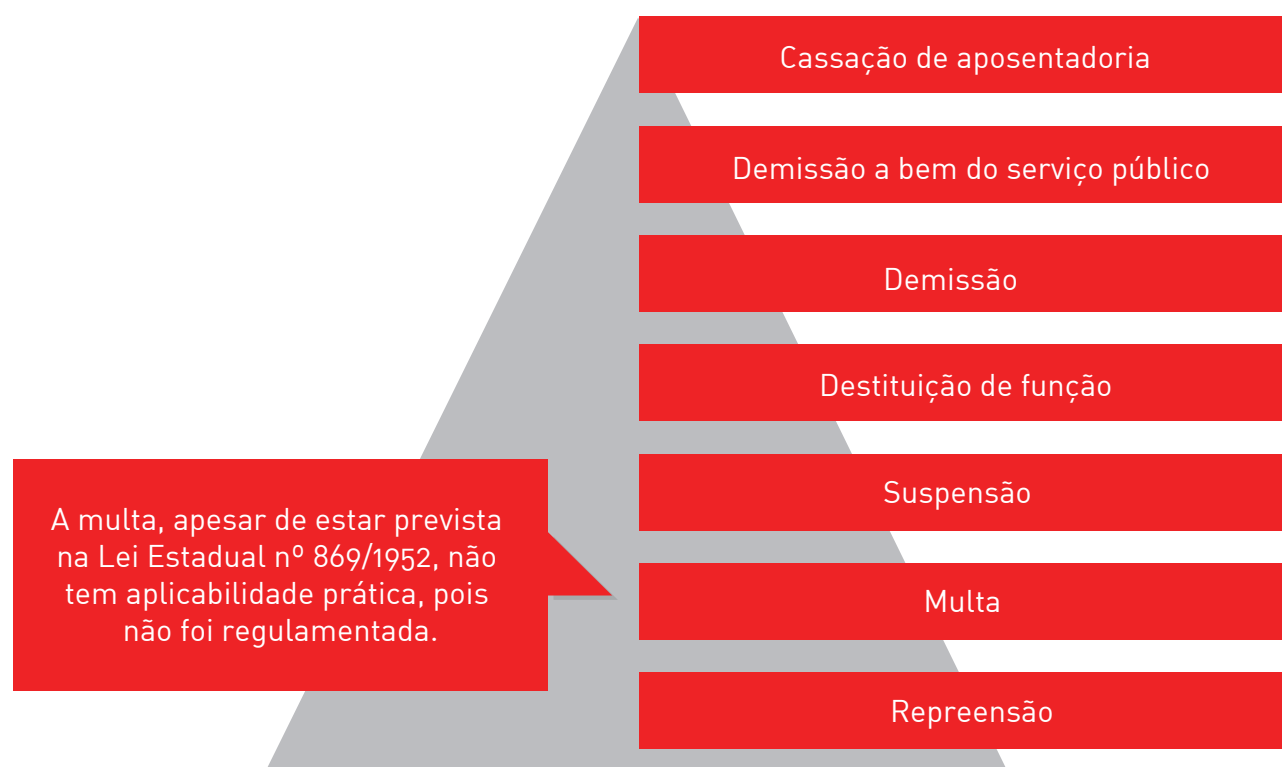 Cassação de aposentadoria
Demissão a bem do serviço público
Demissão
Destituição de função
Suspensão
A multa, apesar de estar prevista
na Lei Estadual nº 869/1952, não
tem aplicabilidade prática, pois
não foi regulamentada.
Multa
Repreensão